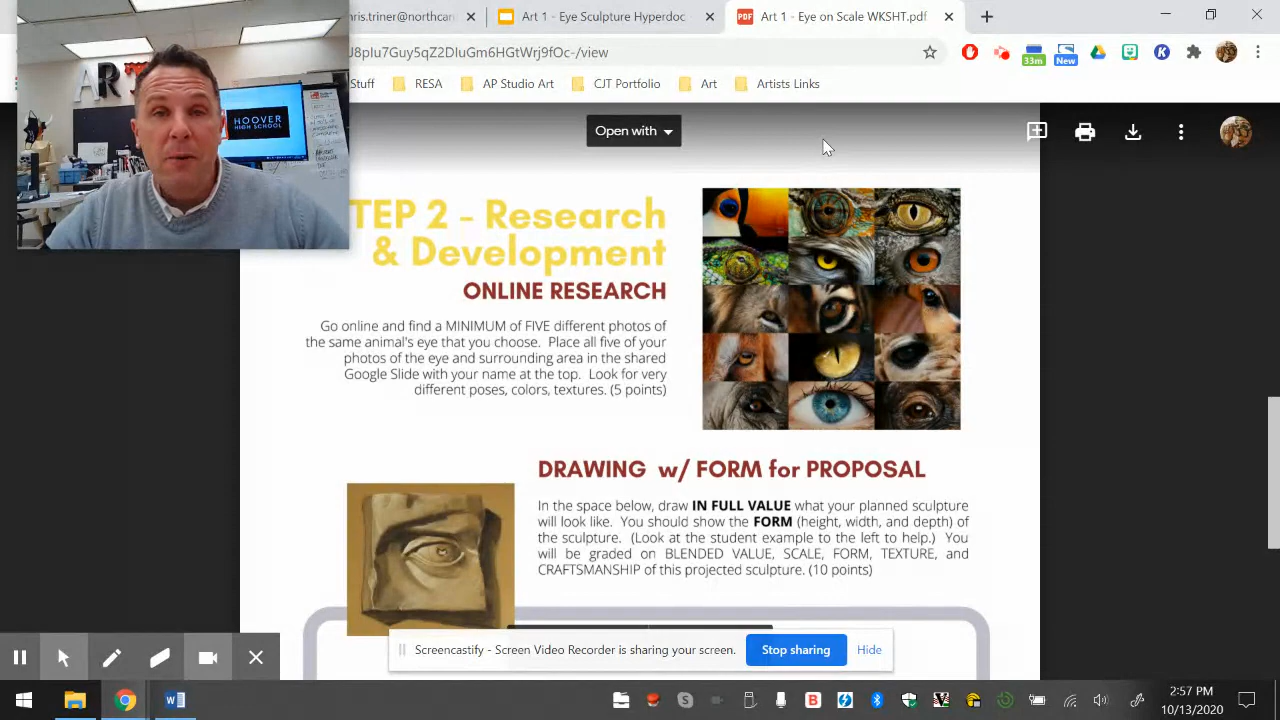 hris.triner@northcan
Art 1 - Eye Sculpture Hyperdoc
PDF
Art 1 - Eye on Scale WKSHT.pdf
J8pIu7Guy5qZ2DIuGm6HGtWrj9fOc-/view
33m
New
K
Stuff
RESA
AP Studio Art
CJT Portfolio
Art
Artists Links
ART
HOOVER
HIGH SCHOOL
Open with
TEP 2 - Research
& Development
ONLINE RESEARCH
Go online and find a MINIMUM of FIVE different photos of
the same animal's eye that you choose. Place all five of your
photos of the eye and surrounding area in the shared
Google Slide with your name at the top. Look for very
different poses, colors, textures. (5 points)
DRAWING w/ FORM for PROPOSAL
In the space below, draw IN FULL VALUE what your planned sculpture
will look like. You should show the FORM (height, width, and depth) of
the sculpture. (Look at the student example to the left to help.) You
will be graded on BLENDED VALUE, SCALE, FORM, TEXTURE, and
CRAFTSMANSHIP of this projected sculpture. (10 points)
Screencastify - Screen Video Recorder is sharing your screen.
Stop sharing
Hide
2:57 PM
10/13/2020